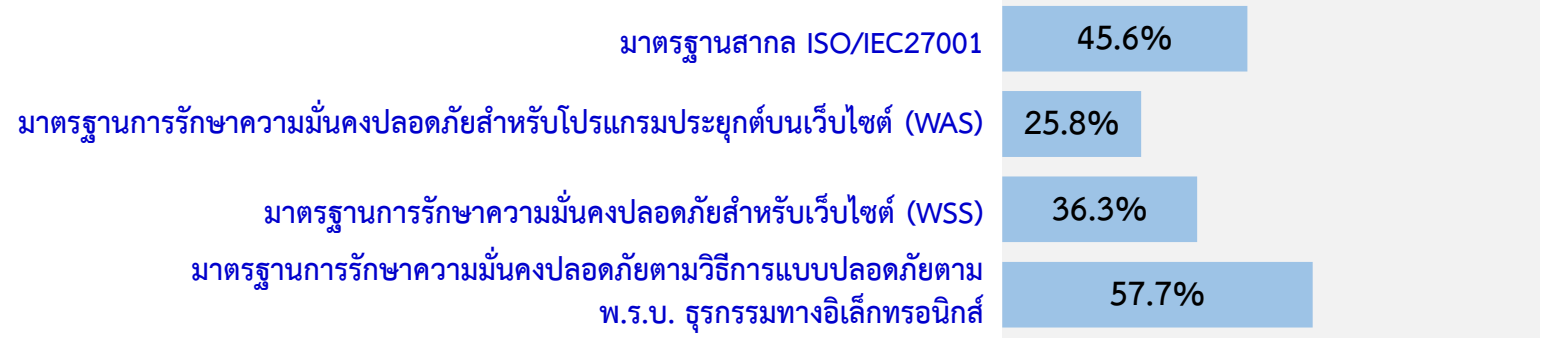 มาตรฐานสากล ISO/IEC27001 45.6%
มาตรฐานการรักษาความมั่นคงปลอดภัยสำหรับโปรแกรมประยุกต์บนเว็บไซต์ (WAS) 25.8%
มาตรฐานการรักษาความมั่นคงปลอดภัยสำหรับเว็บไซต์ (WSS) 36.3%
มาตรฐานการรักษาความมั่นคงปลอดภัยตามวิธีการแบบปลอดภัยตาม
พ.ร.บ. ธุรกรรมทางอิเล็กทรอนิกส์ 57.7%